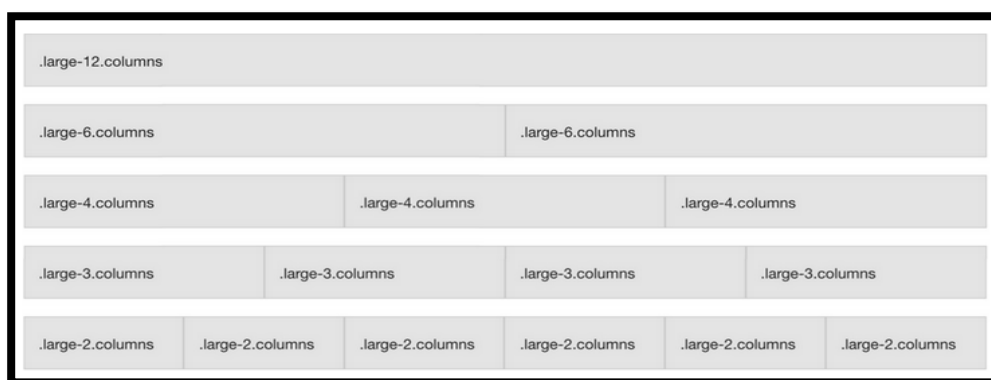 .large-12.columns
.large-6.columns .large-6.columns
.large-4.columns .large-4.columns .large-4.columns
.large-3.columns .large-3.columns .large-3.columns .large-3.columns
.large-2.columns .large-2.columns .large-2.columns .large-2.columns .large-2.columns .large-2.columns